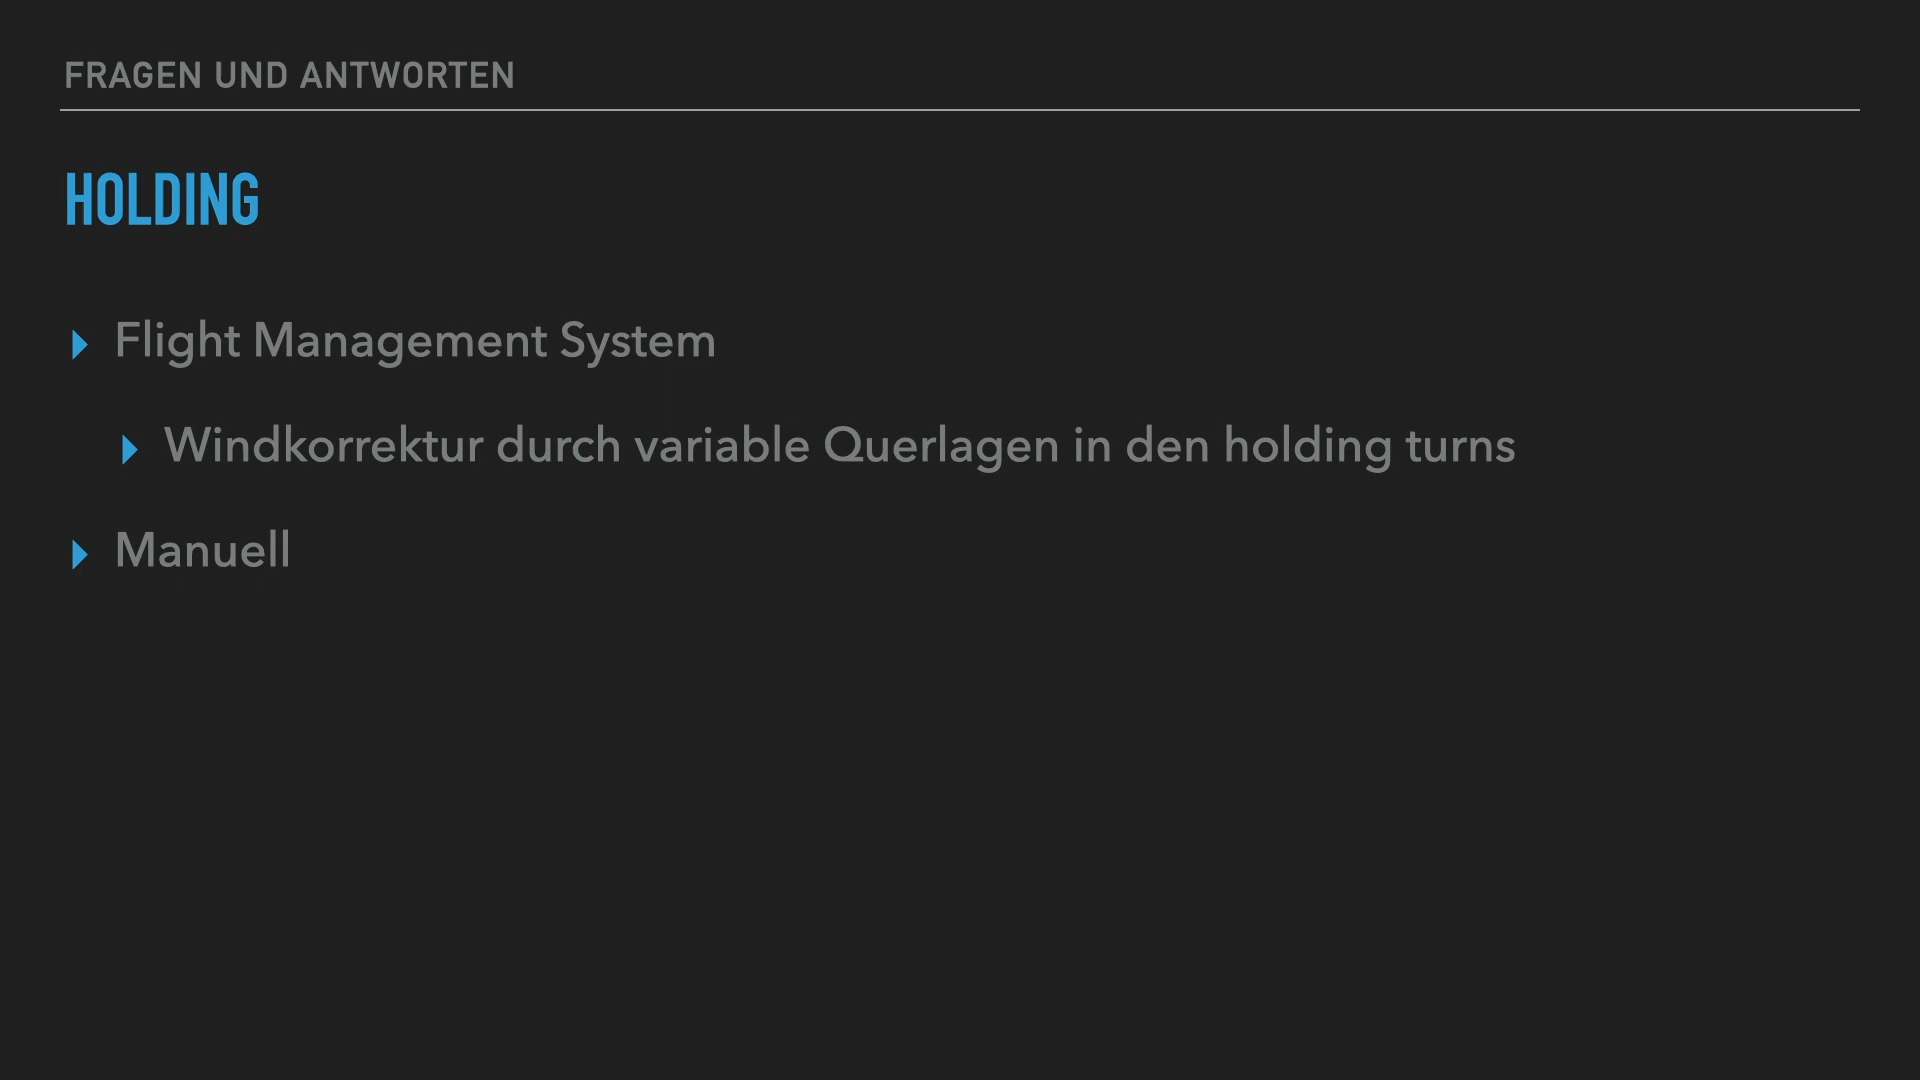 FRAGEN UND ANTWORTEN
HOLDING
Flight Management System
Windkorrektur durch variable Querlagen in den holding turns
Manuell